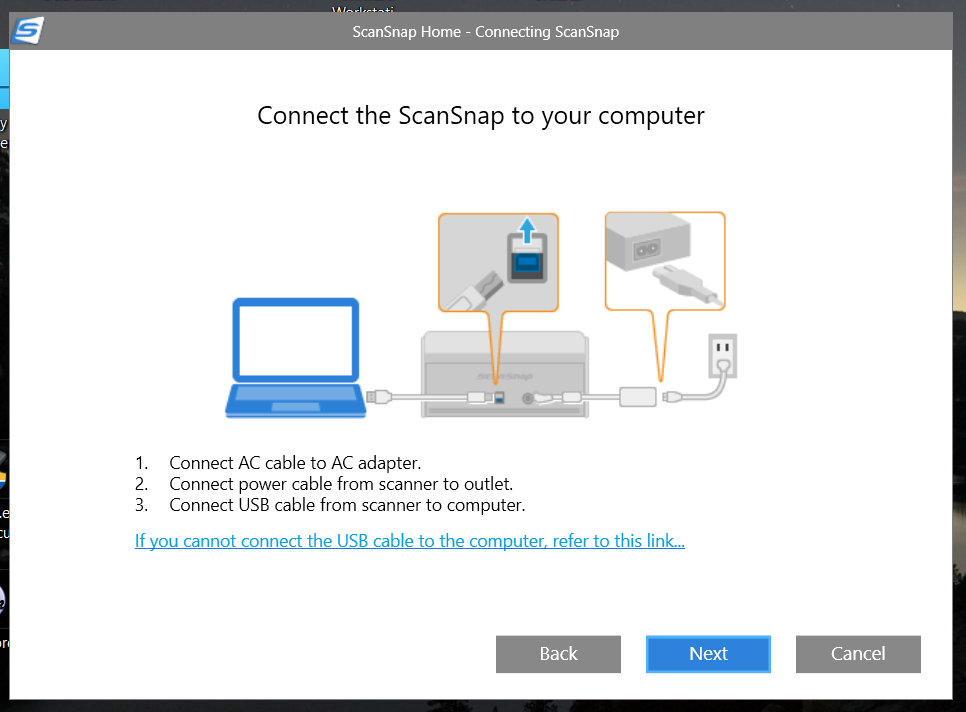 Workstati
ScanSnap Home - Connecting ScanSnap
Connect the ScanSnap to your computer
ScanSnap
1. Connect AC cable to AC adapter.
2. Connect power cable from scanner to outlet.
3. Connect USB cable from scanner to computer.
If you cannot connect the USB cable to the computer, refer to this link...
Back
Next
Cancel